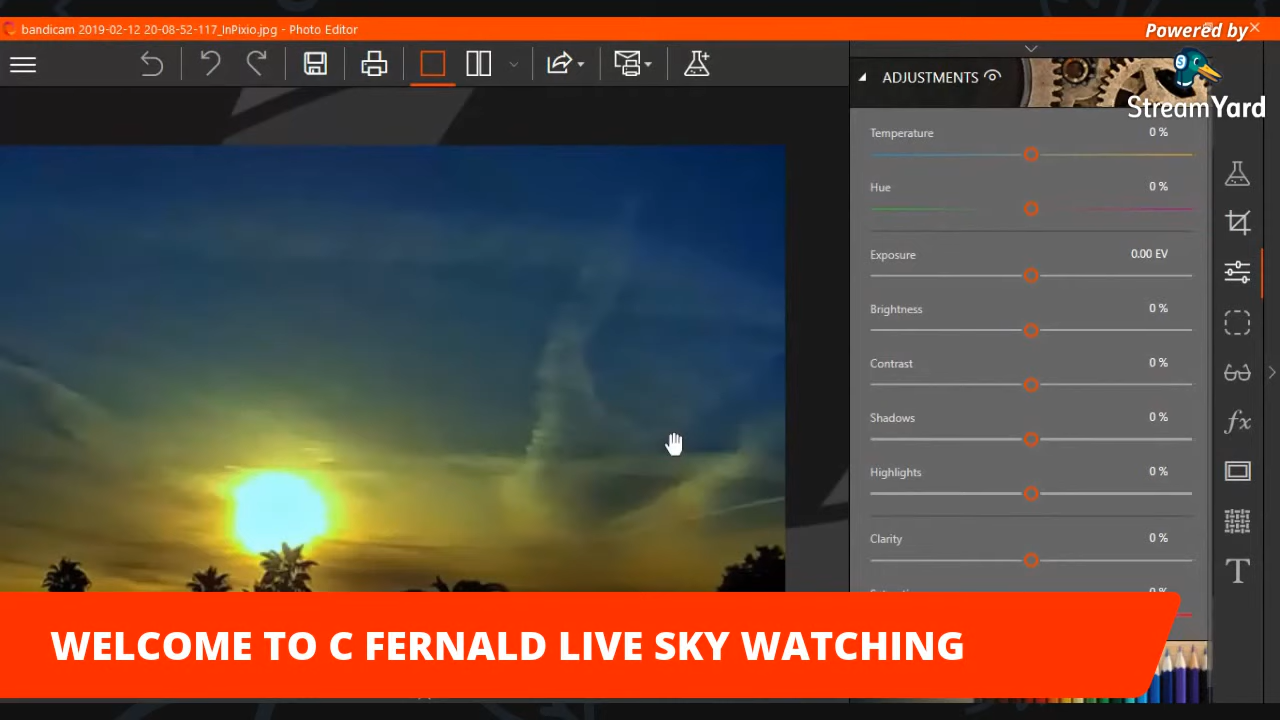 bandicam 2019-02-12 20-08-52-117_InPixio.jpg - Photo Editor
Powered by
StreamYard
ADJUSTMENTS
Temperature 0 %
Hue 0 %
Exposure 0.00 EV
Brightness 0 %
Contrast 0 %
Shadows 0 %
Highlights 0 %
Clarity 0 %
fx
T
WELCOME TO C FERNALD LIVE SKY WATCHING